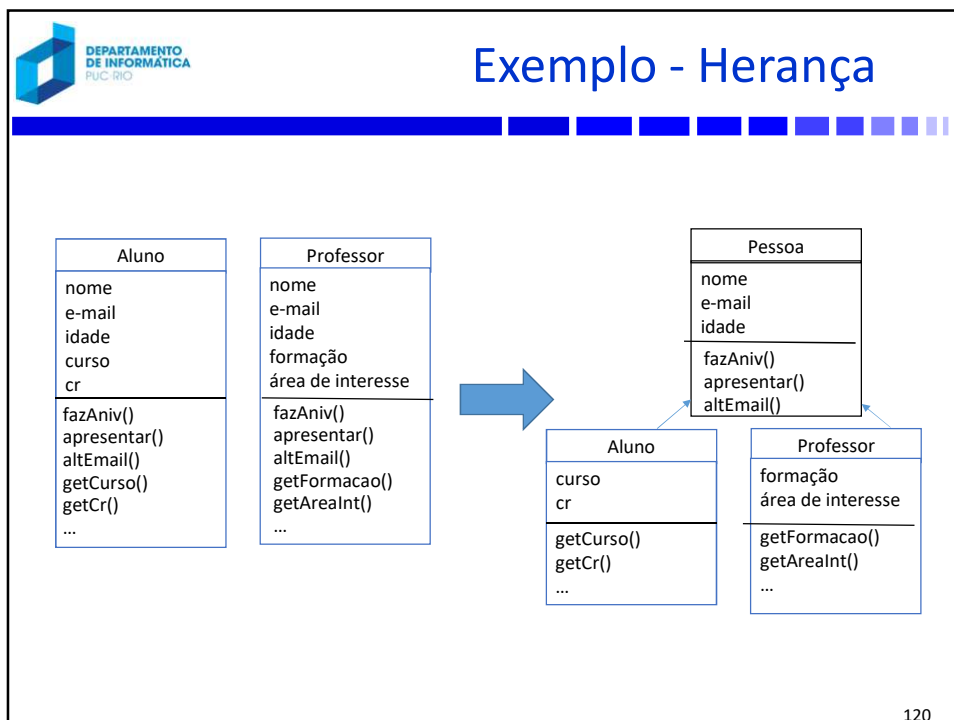 DEPARTAMENTO
DE INFORMÁTICA
PUC-RIO
Exemplo - Herança
Aluno
nome
e-mail
idade
curso
cr
fazAniv()
apresentar()
altEmail()
getCurso()
getCr()
...
Professor
nome
e-mail
idade
formação
área de interesse
fazAniv()
apresentar()
altEmail()
getFormacao()
getAreaInt()
...
Pessoa
nome
e-mail
idade
fazAniv()
apresentar()
altEmail()
Aluno
curso
cr
getCurso()
getCr()
...
Professor
formação
área de interesse
getFormacao()
getAreaInt()
...
120